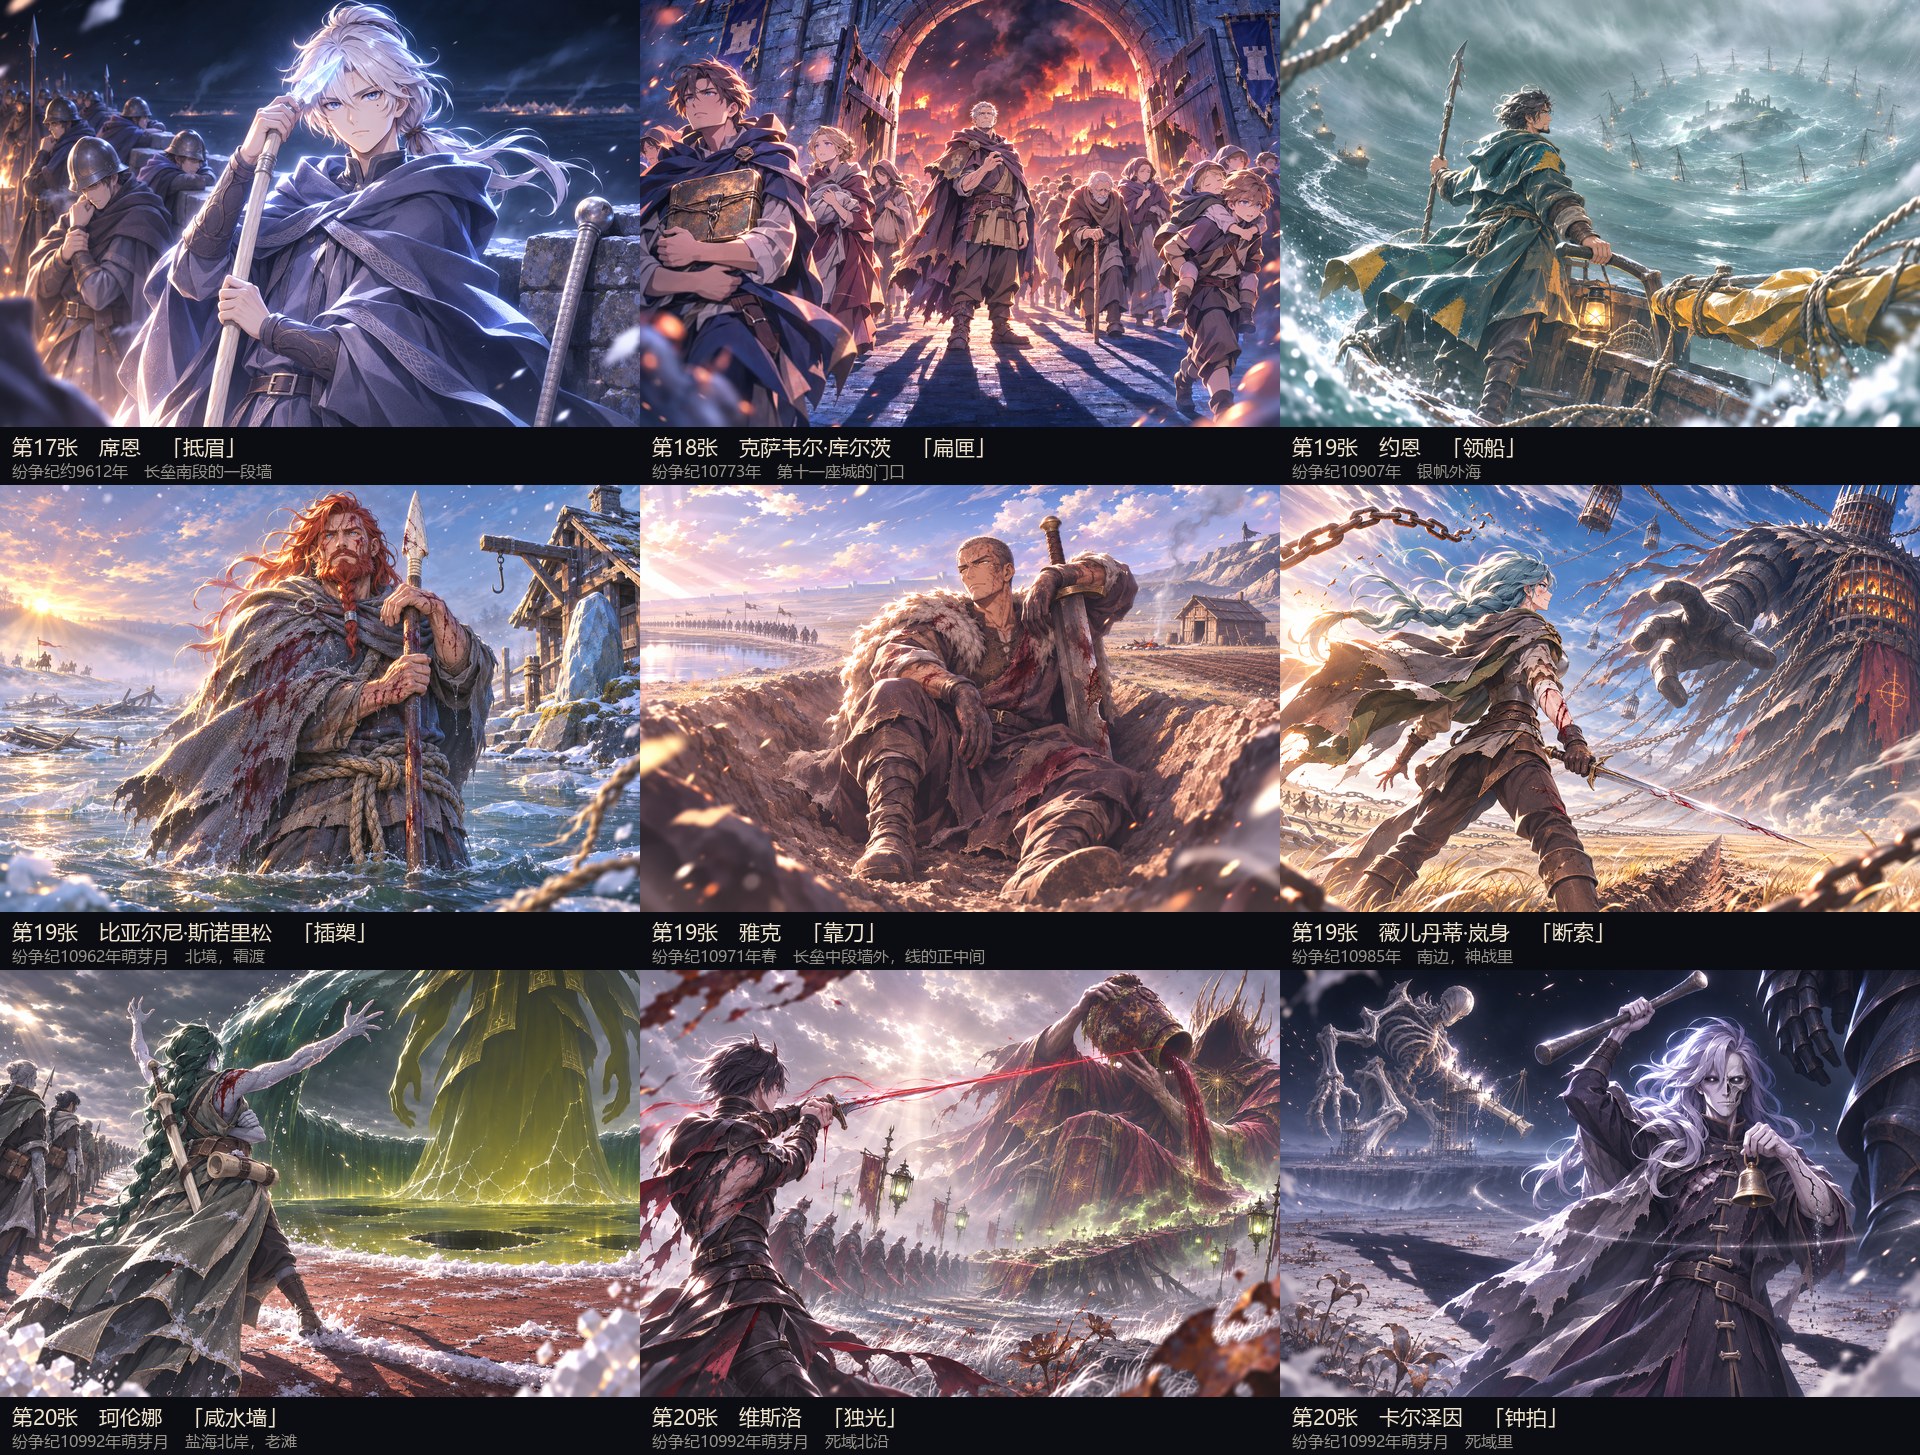 第17张 席恩 「抵眉」
纷争纪约9612年 长垒南段的一段墙
第18张 克萨韦尔·库尔茨 「扁匣」
纷争纪10773年 第十一座城的门口
第19张 约恩 「领船」
纷争纪10907年 银帆外海
第19张 比亚尔尼·斯诺里松 「插槊」
纷争纪10962年萌芽月 北境，霜渡
第19张 雅克 「靠刀」
纷争纪10971年春 长垒中段墙外，线的正中间
第19张 薇儿丹蒂·岚身 「断索」
纷争纪10985年 南边，神战里
第20张 珂伦娜 「咸水墙」
纷争纪10992年萌芽月 盐海北岸，老滩
第20张 维斯洛 「独光」
纷争纪10992年萌芽月 死域北沿
第20张 卡尔泽因 「钟拍」
纷争纪10992年萌芽月 死域里